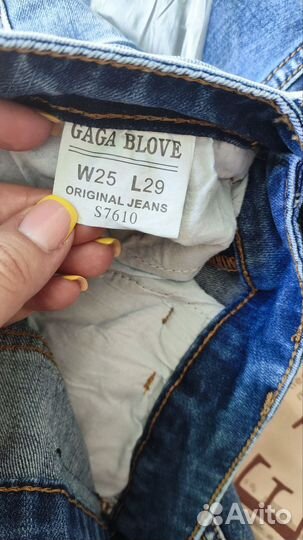 GAGA BLOVE
W25 L29
ORIGINAL JEANS
S7610
Avito